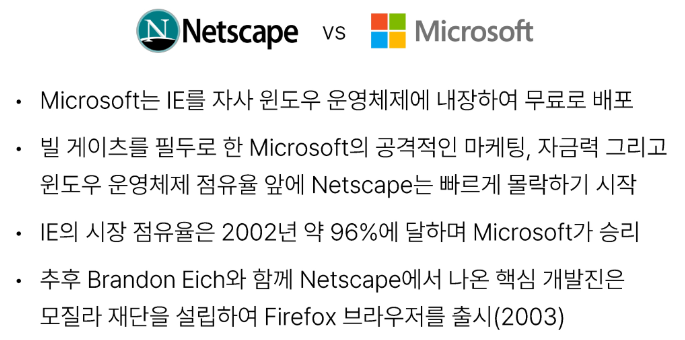 Netscape vs Microsoft
• Microsoft는 IE를 자사 윈도우 운영체제에 내장하여 무료로 배포
• 빌 게이츠를 필두로 한 Microsoft의 공격적인 마케팅, 자금력 그리고
윈도우 운영체제 점유율 앞에 Netscape는 빠르게 몰락하기 시작
• IE의 시장 점유율은 2002년 약 96%에 달하며 Microsoft가 승리
• 추후 Brandon Eich와 함께 Netscape에서 나온 핵심 개발진은
모질라 재단을 설립하여 Firefox 브라우저를 출시(2003)